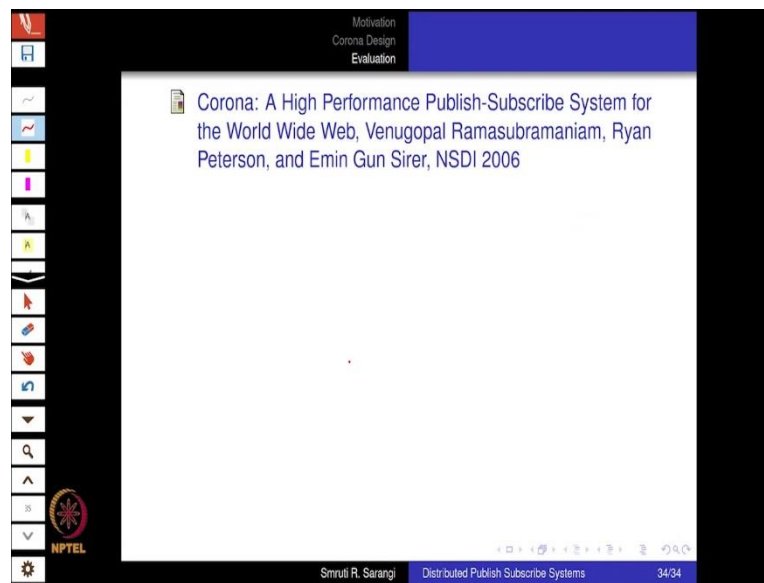 Motivation
Corona Design
Evaluation
Corona: A High Performance Publish-Subscribe System for
the World Wide Web, Venugopal Ramasubramaniam, Ryan
Peterson, and Emin Gun Sirer, NSDI 2006
A
A
35
NPTEL
Smruti R. Sarangi
Distributed Publish Subscribe Systems
34/34